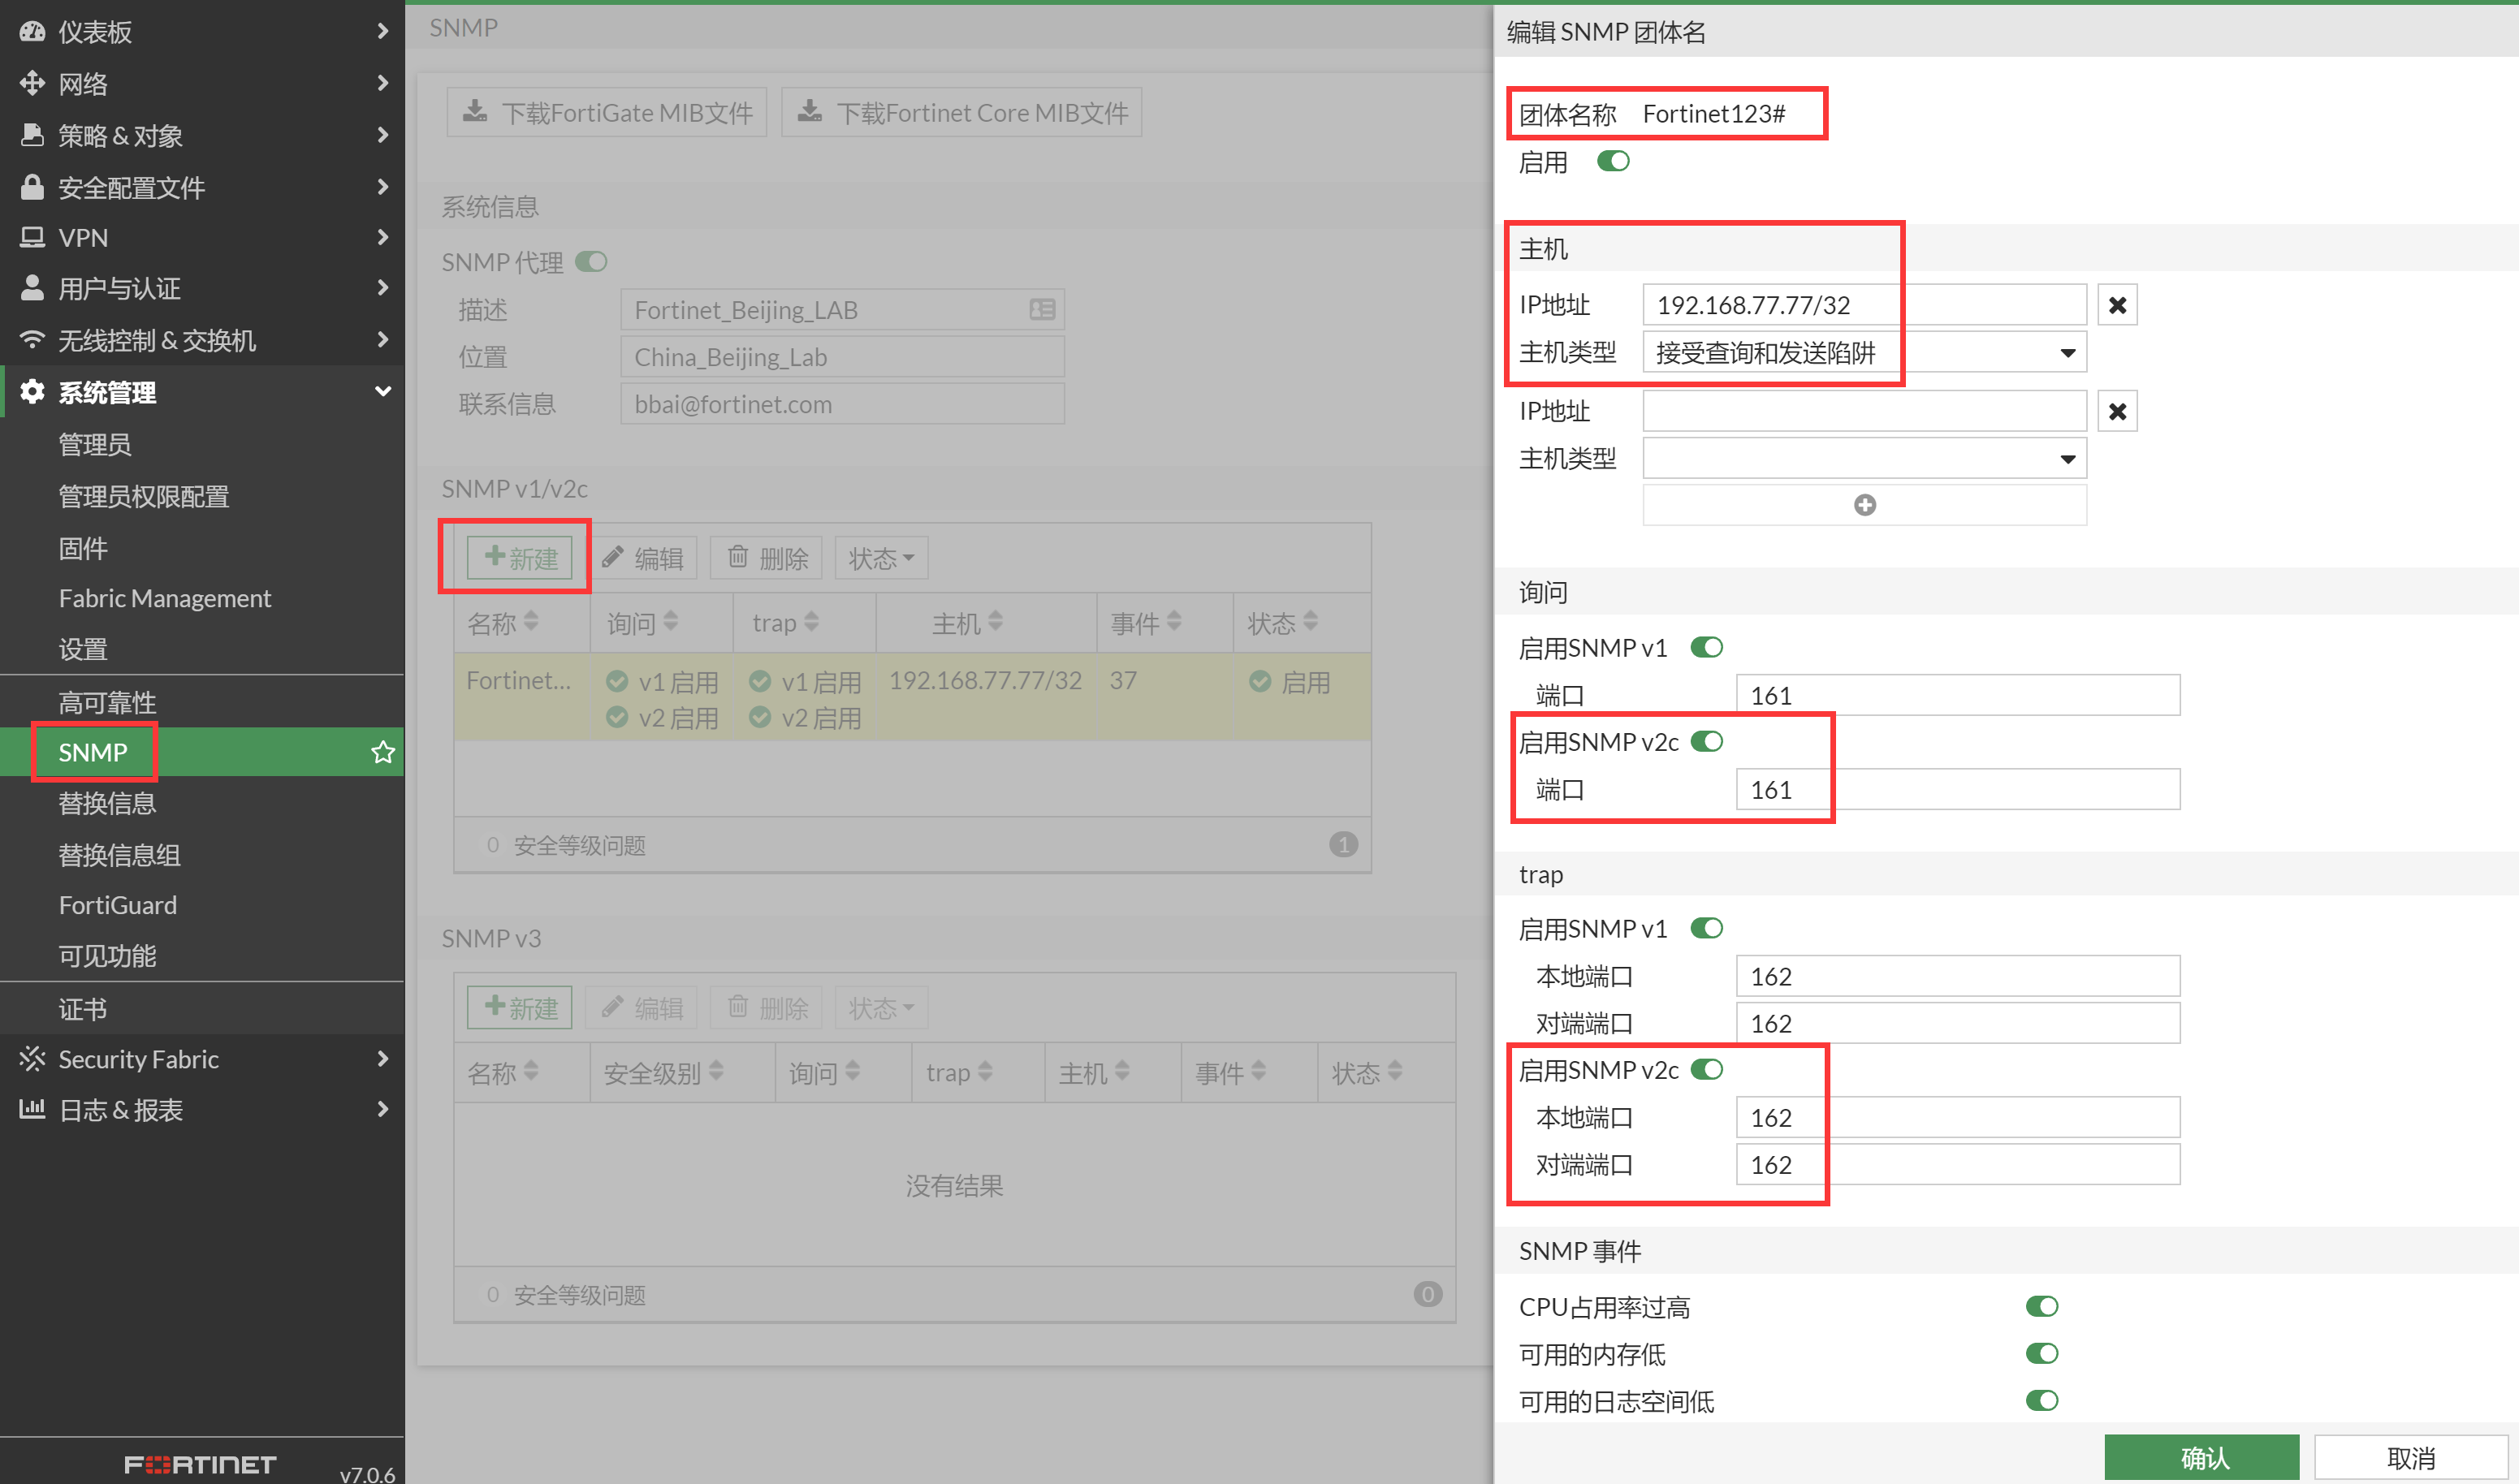 仪表板
网络
策略 & 对象
安全配置文件
VPN
用户与认证
无线控制 & 交换机
系统管理
管理员
管理员权限配置
固件
Fabric Management
设置
高可靠性
SNMP
替换信息
替换信息组
FortiGuard
可见功能
证书
Security Fabric
日志 & 报表
FORTINET
v7.0.6
SNMP
下载FortiGate MIB文件 下载Fortinet Core MIB文件
系统信息
SNMP 代理
描述 Fortinet_Beijing_LAB
位置 China_Beijing_Lab
联系信息 bbai@fortinet.com
SNMP v1/v2c
新建 编辑 删除 状态
名称 询问 trap 主机 事件 状态
Fortinet... v1 启用 v1 启用 192.168.77.77/32 37 启用
v2 启用 v2 启用
0 安全等级问题 1
SNMP v3
新建 编辑 删除 状态
名称 安全级别 询问 trap 主机 事件 状态
没有结果
0 安全等级问题 0
编辑 SNMP 团体名
团体名称 Fortinet123#
启用
主机
IP地址 192.168.77.77/32
主机类型 接受查询和发送陷阱
IP地址
主机类型
询问
启用SNMP v1
端口 161
启用SNMP v2c
端口 161
trap
启用SNMP v1
本地端口 162
对端端口 162
启用SNMP v2c
本地端口 162
对端端口 162
SNMP 事件
CPU占用率过高
可用的内存低
可用的日志空间低
确认 取消